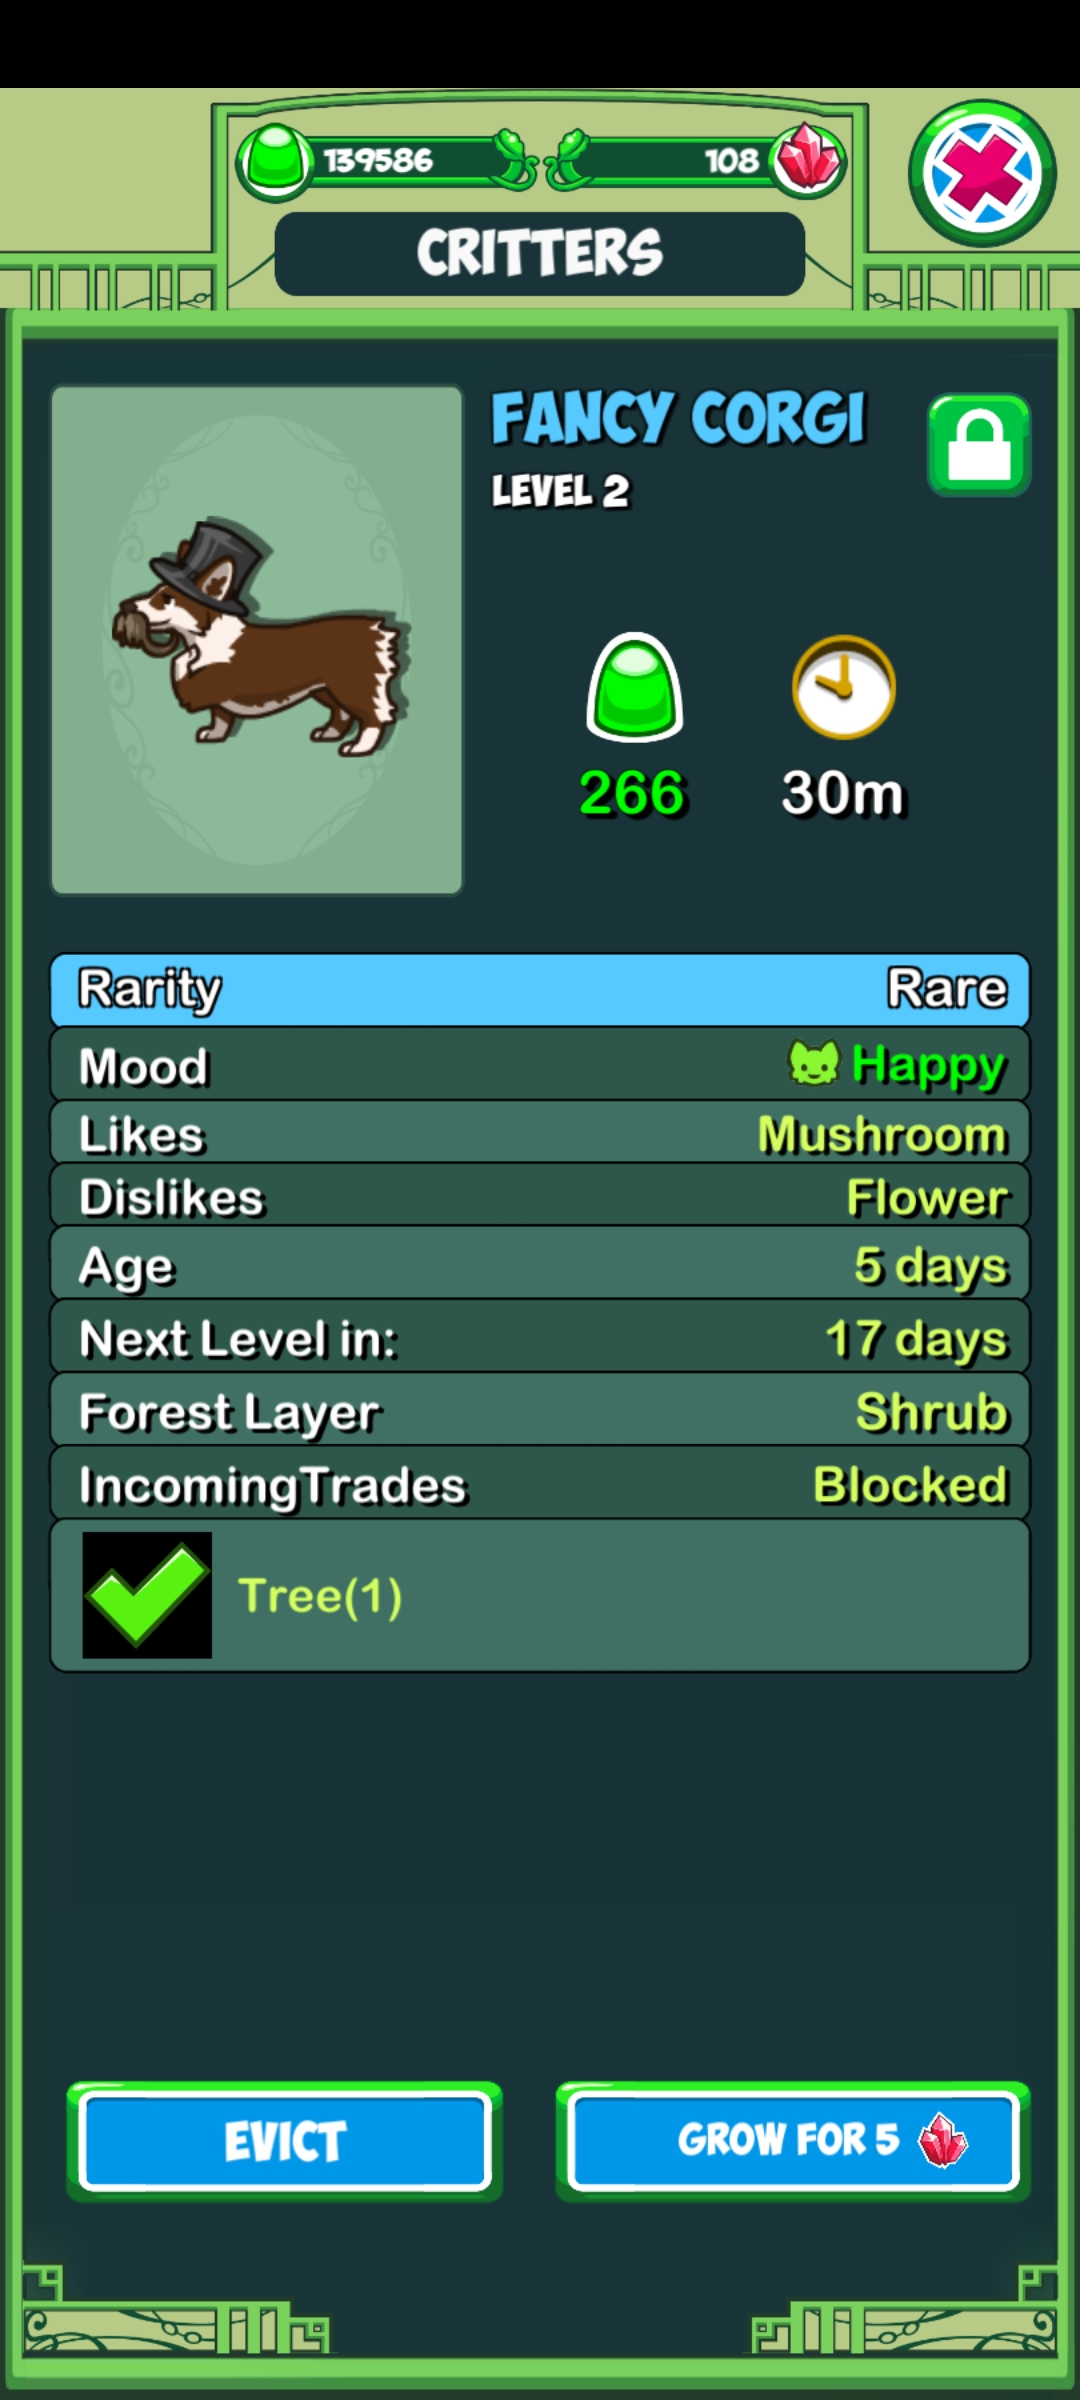 139586
108
CRITTERS
FANCY CORGI
LEVEL 2
266
30m
Rarity Rare
Mood Happy
Likes Mushroom
Dislikes Flower
Age 5 days
Next Level in: 17 days
Forest Layer Shrub
IncomingTrades Blocked
Tree(1)
EVICT
GROW FOR 5